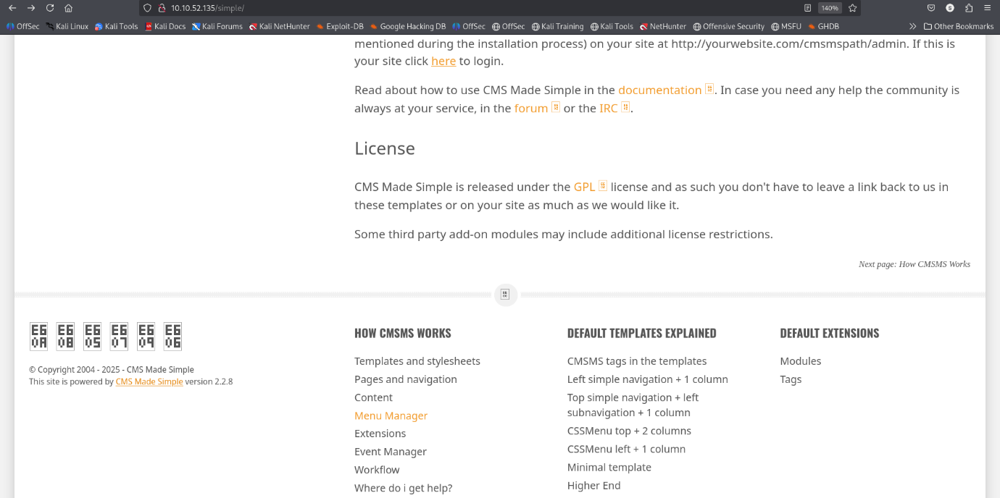 10.10.52.135/simple/
140%
S
OffSec Kali Linux Kali Tools Kali Docs Kali Forums Kali NetHunter Exploit-DB Google Hacking DB OffSec OffSec Kali Training Kali Tools NetHunter Offensive Security MSFU GHDB Other Bookmarks
mentioned during the installation process) on your site at http://yourwebsite.com/cmsmspath/admin. If this is
your site click here to login.
Read about how to use CMS Made Simple in the documentation . In case you need any help the community is
always at your service, in the forum or the IRC .
License
CMS Made Simple is released under the GPL license and as such you don't have to leave a link back to us in
these templates or on your site as much as we would like it.
Some third party add-on modules may include additional license restrictions.
Next page: How CMSMS Works
E60A E608 E605 E607 E609 E606
© Copyright 2004 - 2025 - CMS Made Simple
This site is powered by CMS Made Simple version 2.2.8
HOW CMSMS WORKS
Templates and stylesheets
Pages and navigation
Content
Menu Manager
Extensions
Event Manager
Workflow
Where do i get help?
DEFAULT TEMPLATES EXPLAINED
CMSMS tags in the templates
Left simple navigation + 1 column
Top simple navigation + left
subnavigation + 1 column
CSSMenu top + 2 columns
CSSMenu left + 1 column
Minimal template
Higher End
DEFAULT EXTENSIONS
Modules
Tags